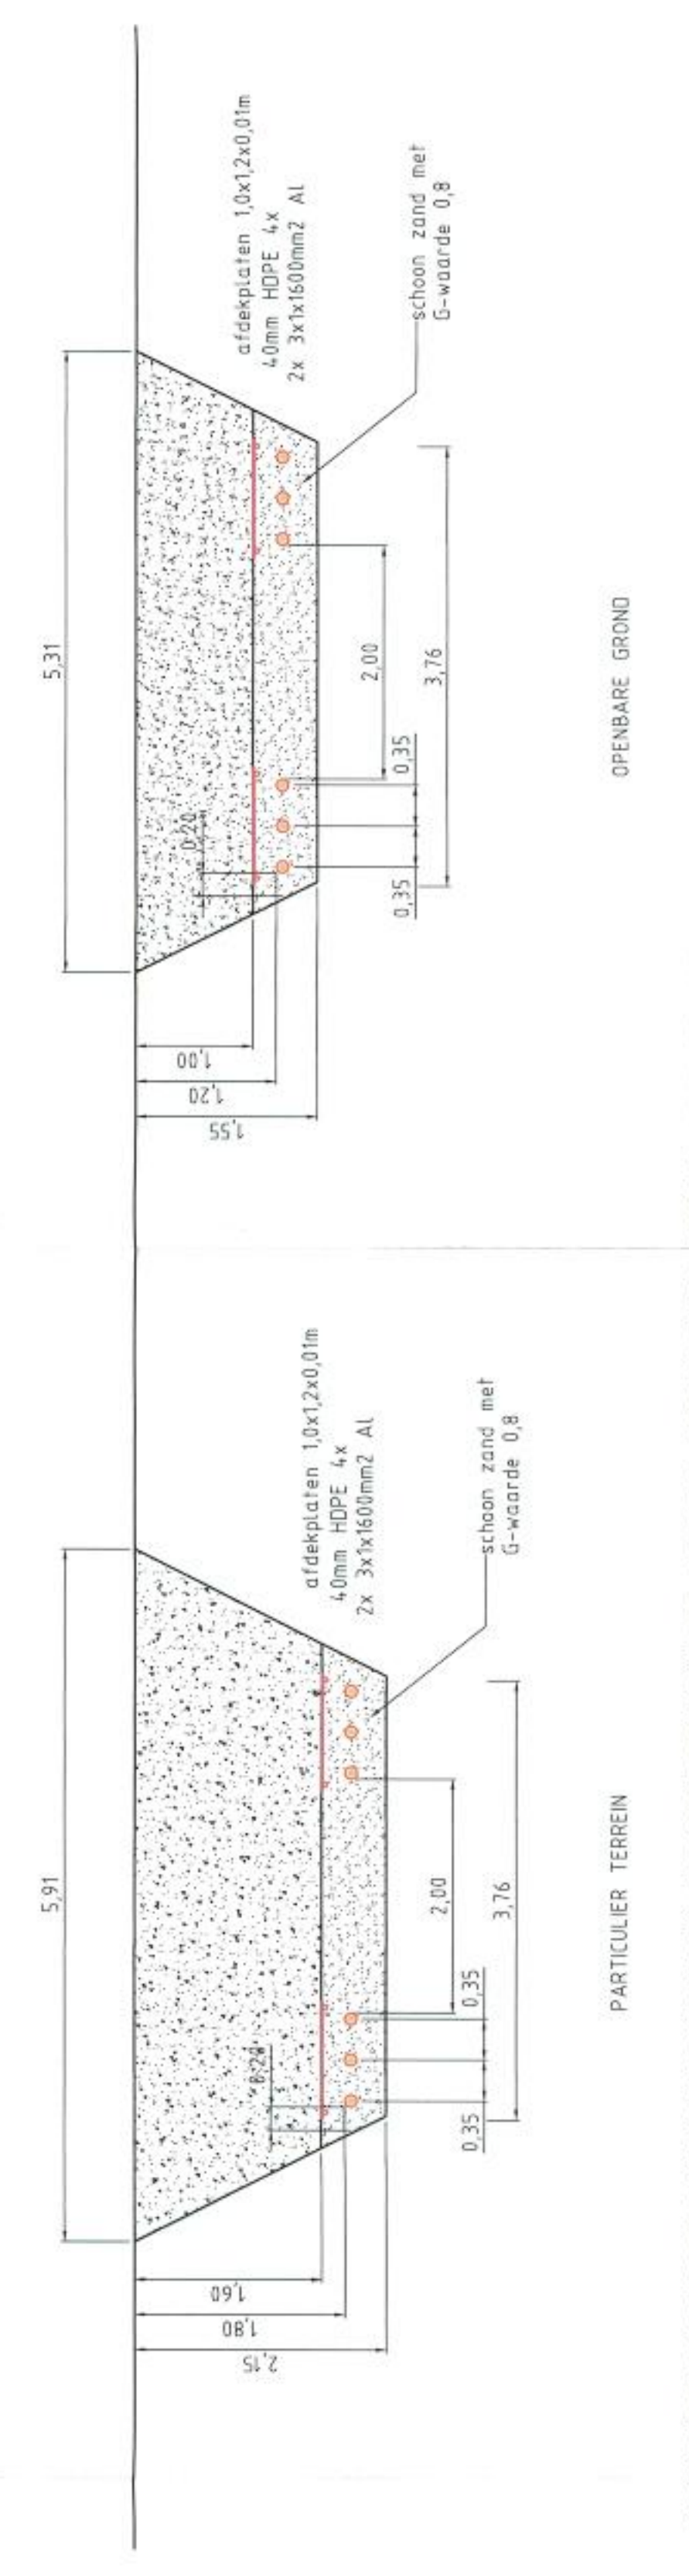 5,91
afdekplaten 1,0x1,2x0,01m
40mm HDPE 4x
2x 3x1x1600mm2 Al
schoon zand met
G-waarde 0,8
0,20
1,60
1,80
2,15
0,35
0,35
2,00
3,76
PARTICULIER TERREIN
5,31
afdekplaten 1,0x1,2x0,01m
40mm HDPE 4x
2x 3x1x1600mm2 Al
schoon zand met
G-waarde 0,8
0,20
1,00
1,20
1,55
0,35
0,35
2,00
3,76
OPENBARE GROND